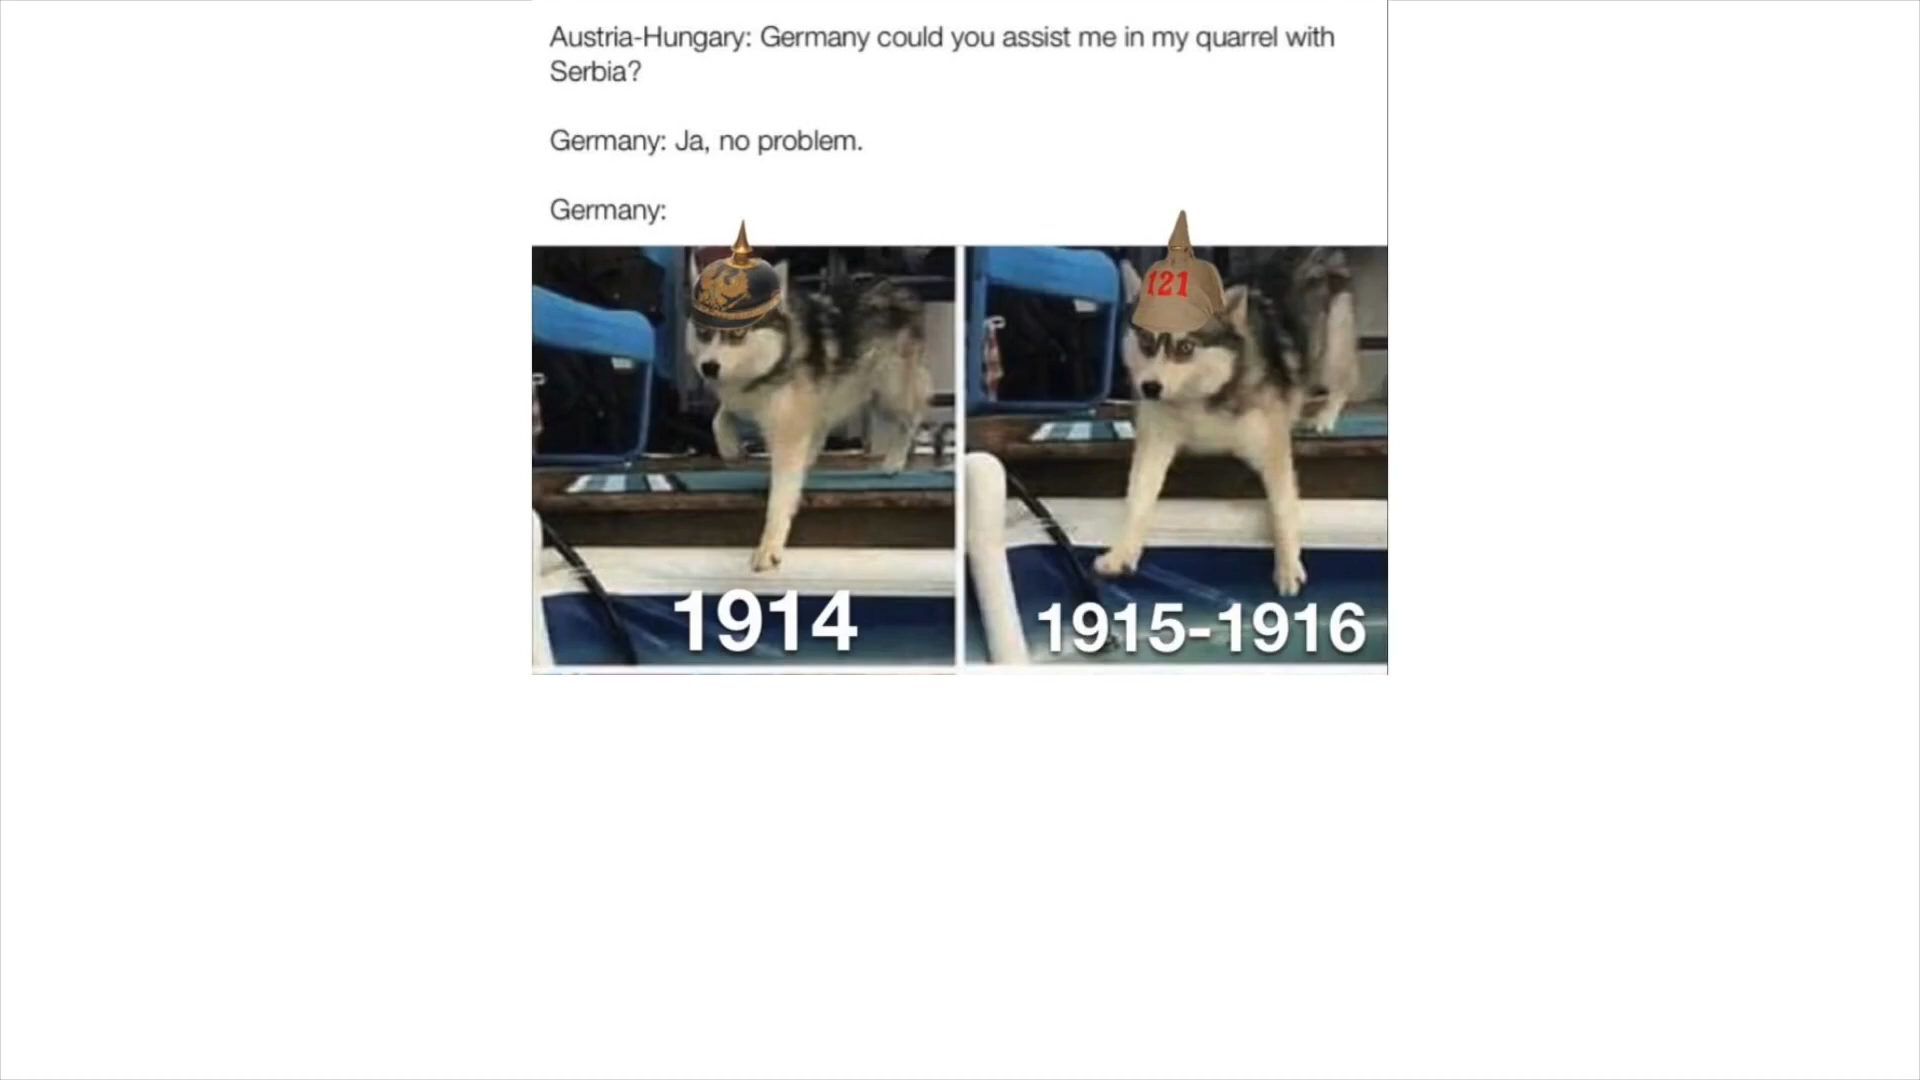 Austria-Hungary: Germany could you assist me in my quarrel with
Serbia?
Germany: Ja, no problem.
Germany:
121
1914
1915-1916